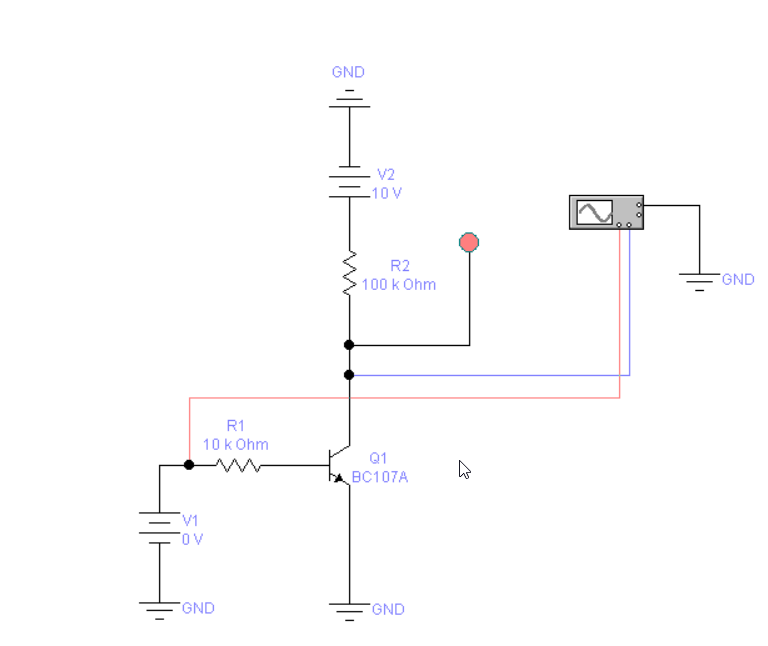 GND
V2
10 V
R2
100 k Ohm
GND
R1
10 k Ohm
Q1
BC107A
V1
0 V
GND
GND